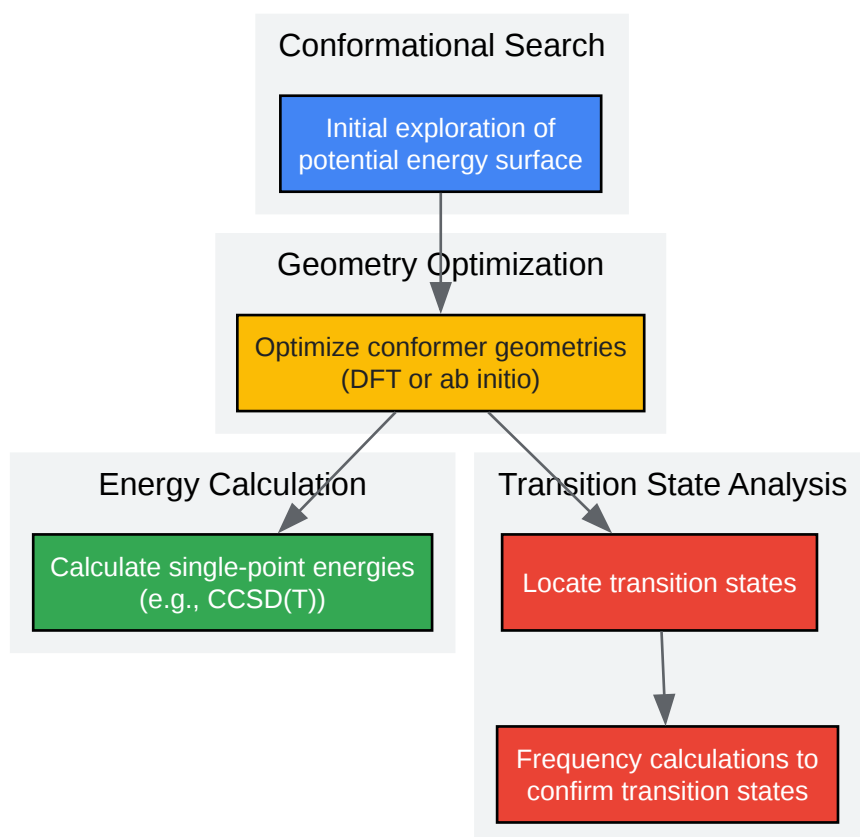 Conformational Search
Initial exploration of
potential energy surface
Geometry Optimization
Optimize conformer geometries
(DFT or ab initio)
Energy Calculation
Calculate single-point energies
(e.g., CCSD(T))
Transition State Analysis
Locate transition states
Frequency calculations to
confirm transition states